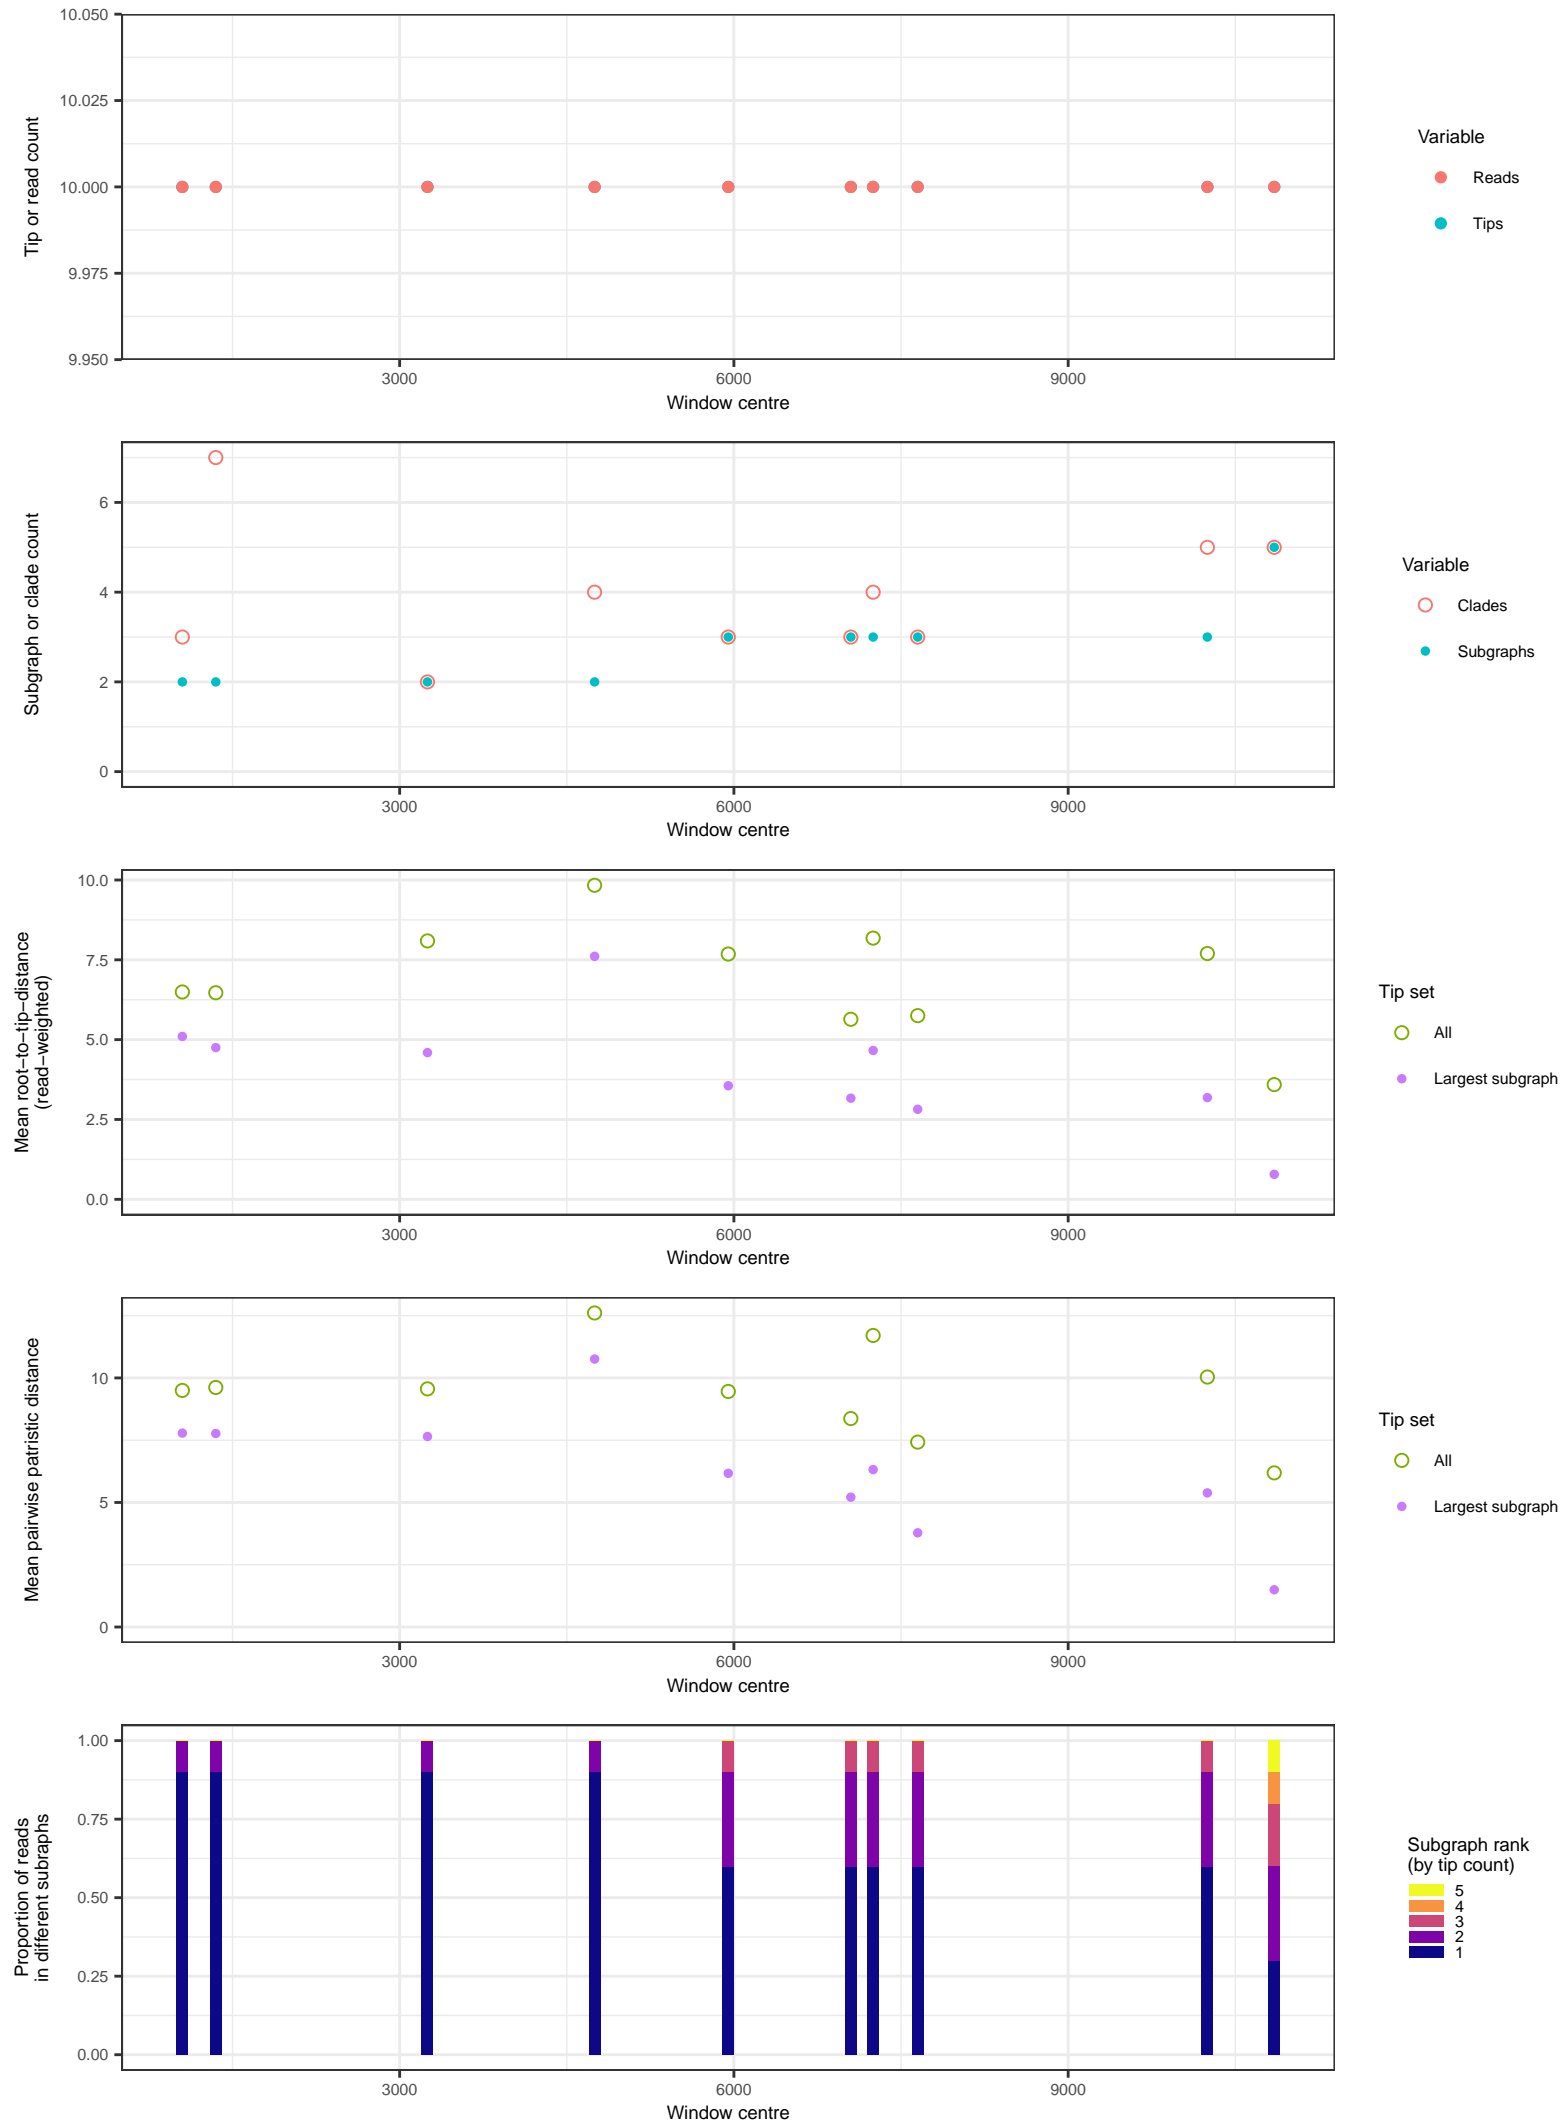 10.050
10.025
10.000
9.975
9.950
Tip or read count
3000
6000
9000
Window centre
Variable
Reads
Tips
6
4
2
0
Subgraph or clade count
3000
6000
9000
Window centre
Variable
Clades
Subgraphs
10.0
7.5
5.0
2.5
0.0
Mean root−to−tip−distance
(read−weighted)
3000
6000
9000
Window centre
Tip set
All
Largest subgraph
10
5
0
Mean pairwise patristic distance
3000
6000
9000
Window centre
Tip set
All
Largest subgraph
1.00
0.75
0.50
0.25
0.00
Proportion of reads
in different subraphs
3000
6000
9000
Window centre
Subgraph rank
(by tip count)
5
4
3
2
1